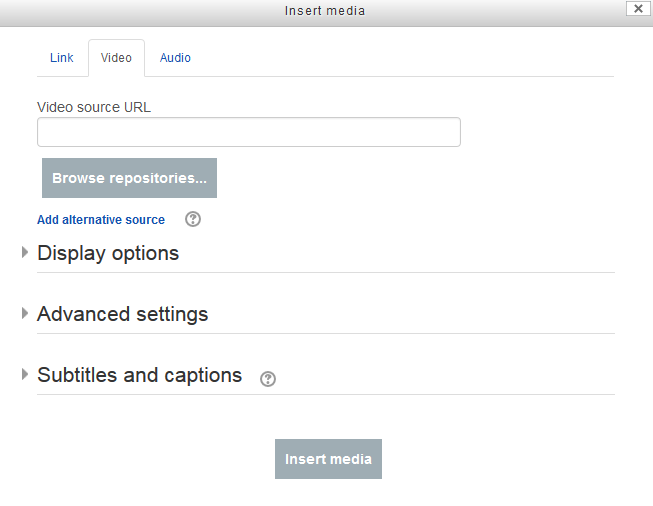 Insert media
Link Video Audio
Video source URL
Browse repositories...
Add alternative source ?
Display options
Advanced settings
Subtitles and captions ?
Insert media